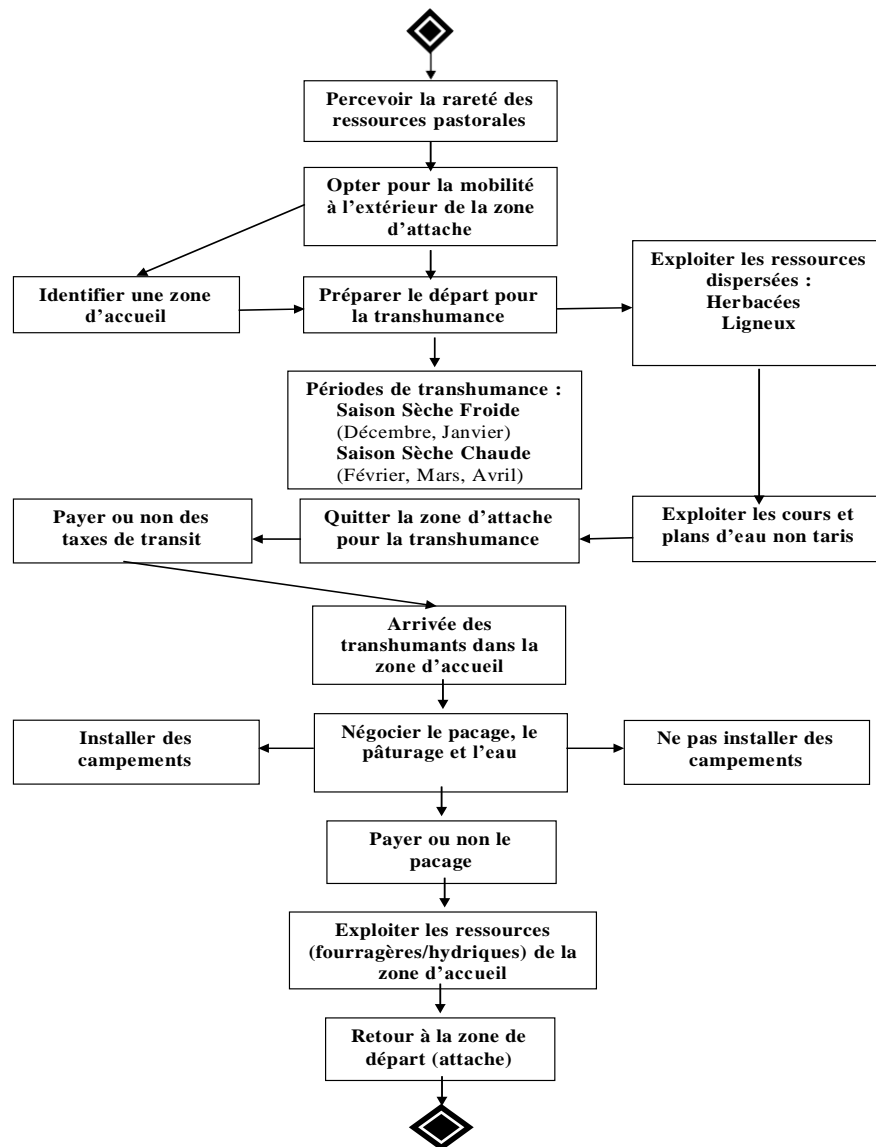 Percevoir la rareté des
ressources pastorales
Opter pour la mobilité
à l'extérieur de la zone
d'attache
Identifier une zone
d'accueil
Préparer le départ pour
la transhumance
Exploiter les ressources
dispersées :
Herbacées
Ligneux
Périodes de transhumance :
Saison Sèche Froide
(Décembre, Janvier)
Saison Sèche Chaude
(Février, Mars, Avril)
Payer ou non des
taxes de transit
Quitter la zone d'attache
pour la transhumance
Exploiter les cours et
plans d'eau non taris
Arrivée des
transhumants dans la
zone d'accueil
Installer des
campements
Négocier le pacage, le
pâturage et l'eau
Ne pas installer des
campements
Payer ou non le
pacage
Exploiter les ressources
(fourragères/hydriques) de la
zone d'accueil
Retour à la zone de
départ (attache)